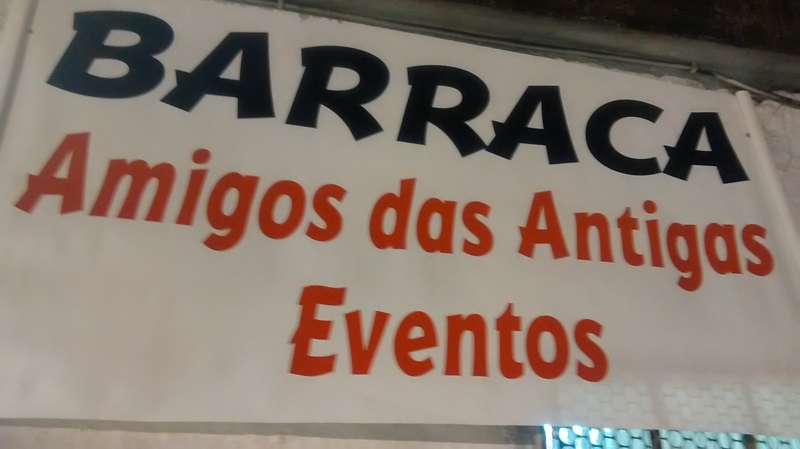 BARRACA
Amigos das Antigas
Eventos